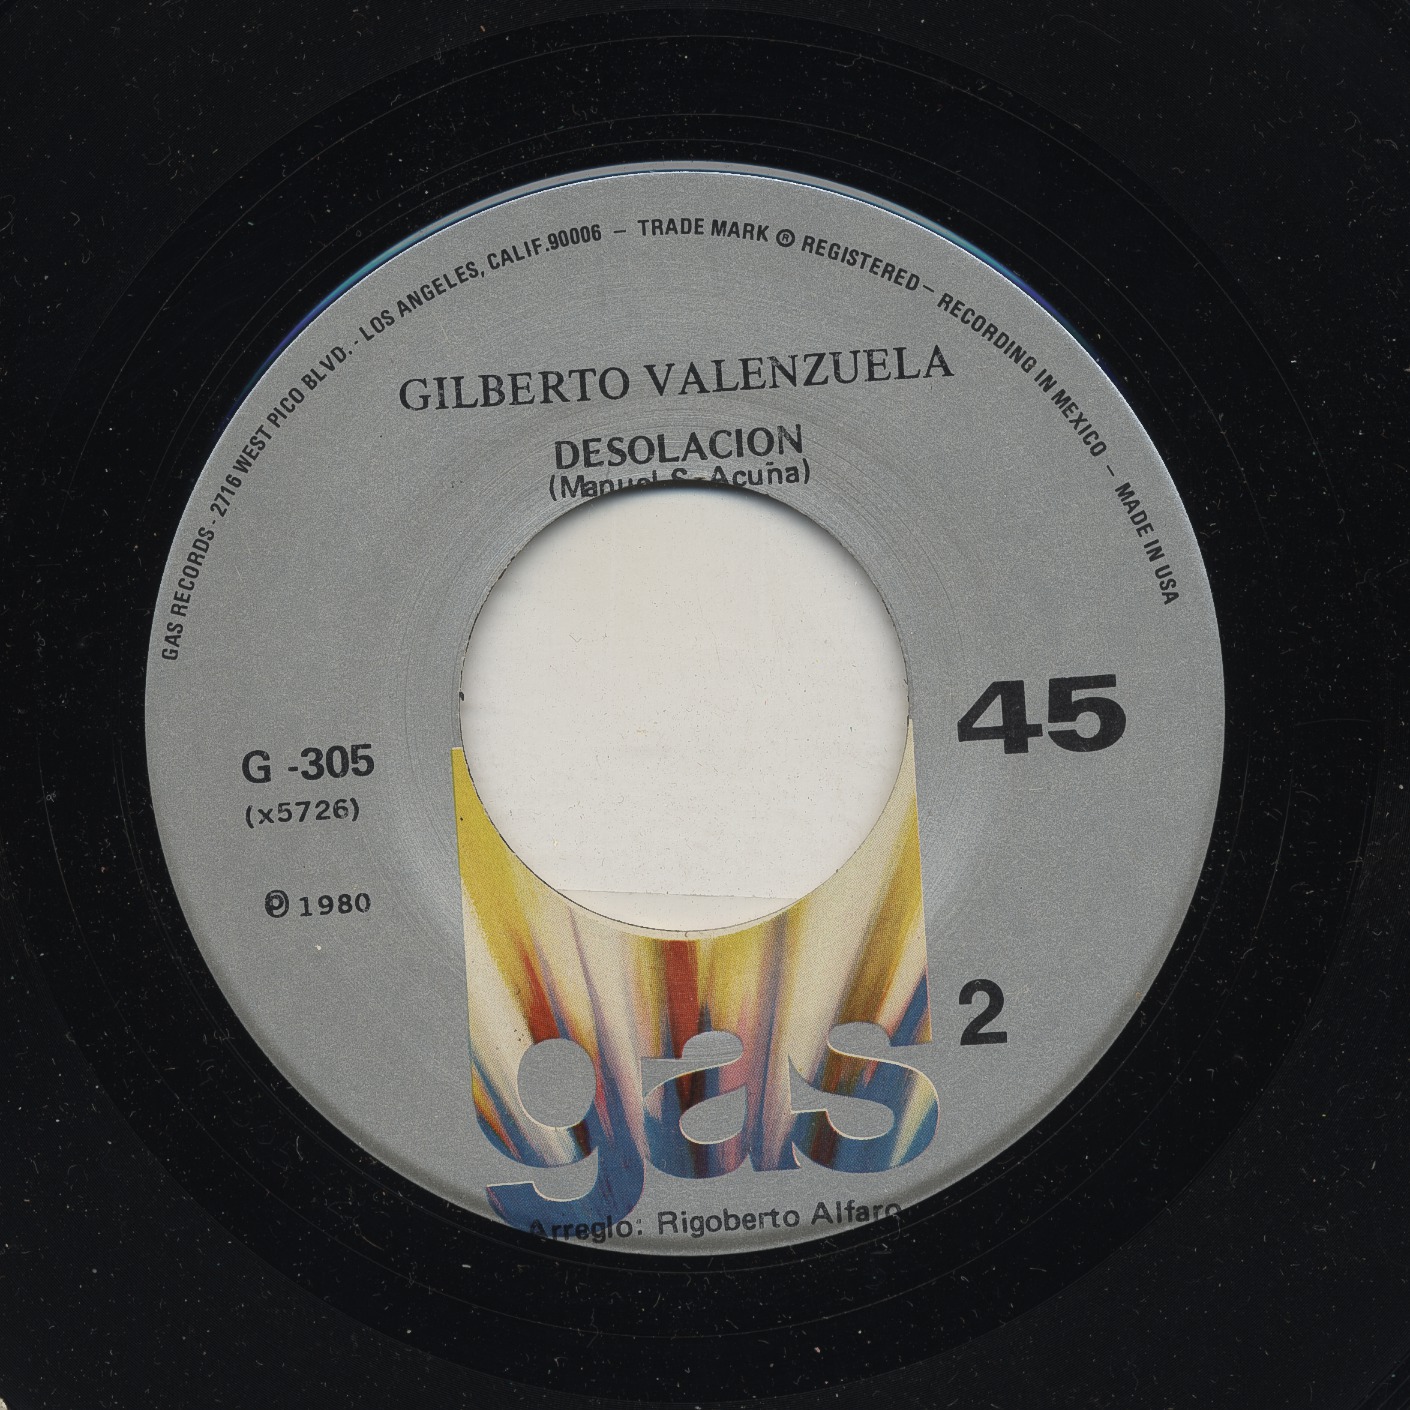 GAS RECORDS - 2716 WEST PICO BLVD. - LOS ANGELES, CALIF.90006 – TRADE MARK ® REGISTERED – RECORDING IN MEXICO – MADE IN USA
GILBERTO VALENZUELA
DESOLACION
(Manuel S. Acuña)
45
G -305
(x5726)
℗ 1980
2
gas
Arreglo: Rigoberto Alfaro